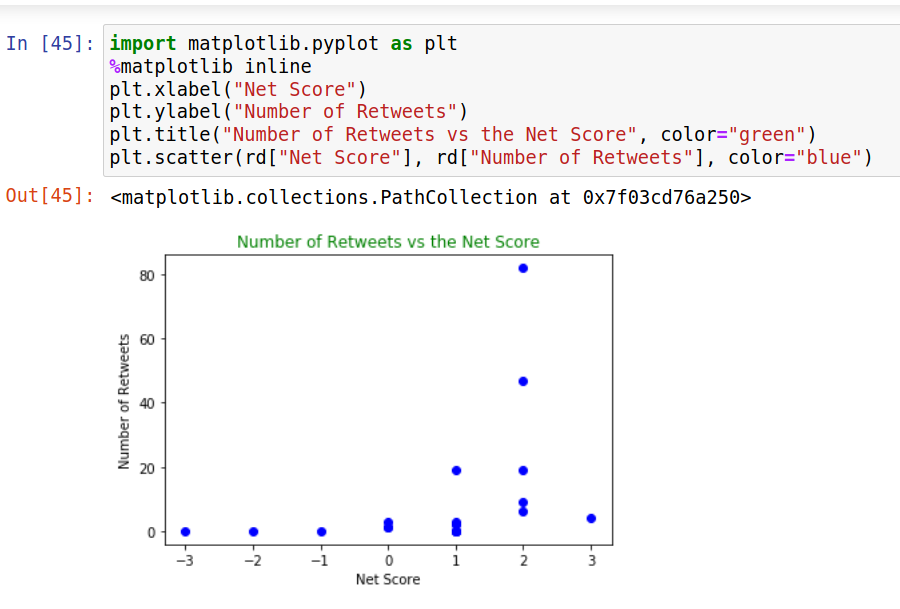 In [45]: import matplotlib.pyplot as plt
%matplotlib inline
plt.xlabel("Net Score")
plt.ylabel("Number of Retweets")
plt.title("Number of Retweets vs the Net Score", color="green")
plt.scatter(rd["Net Score"], rd["Number of Retweets"], color="blue")
Out[45]: <matplotlib.collections.PathCollection at 0x7f03cd76a250>
Number of Retweets vs the Net Score
80
60
40
20
0
Number of Retweets
−3 −2 −1 0 1 2 3
Net Score